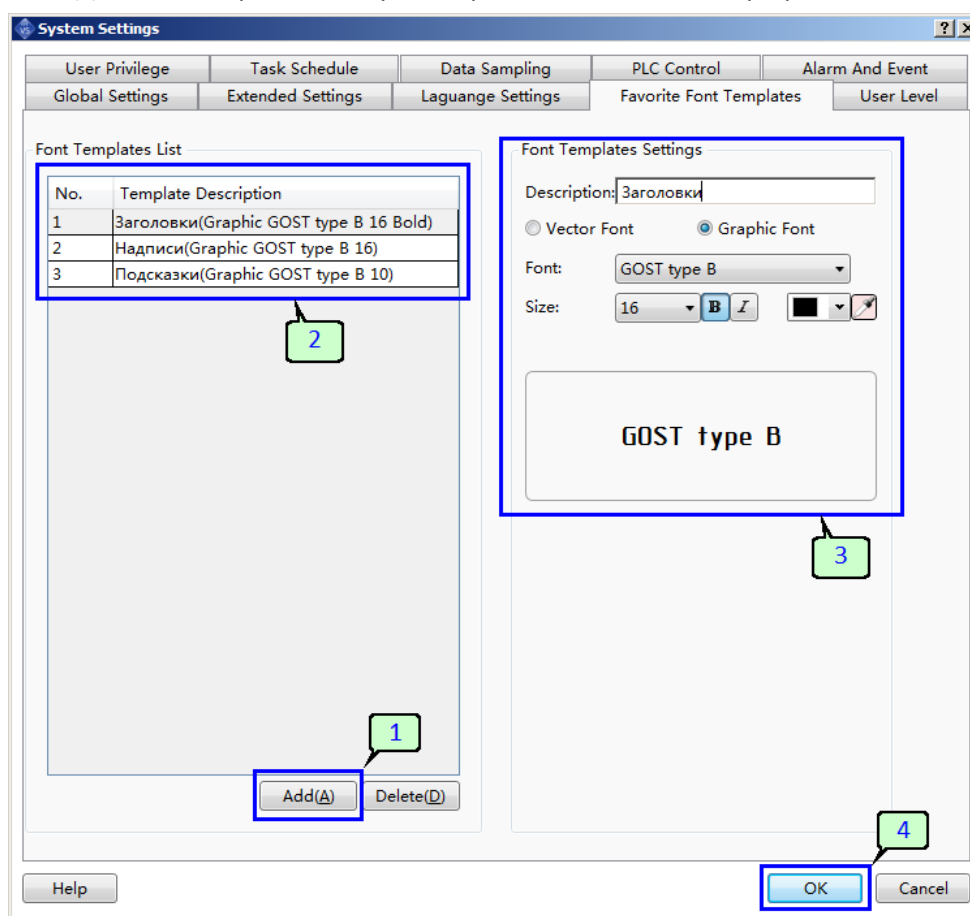 System Settings
User Privilege Task Schedule Data Sampling PLC Control Alarm And Event
Global Settings Extended Settings Laguange Settings Favorite Font Templates User Level
Font Templates List
No. Template Description
1 Заголовки(Graphic GOST type B 16 Bold)
2 Надписи(Graphic GOST type B 16)
3 Подсказки(Graphic GOST type B 10)
2
1
Add(A) Delete(D)
Font Templates Settings
Description: Заголовки
Vector Font Graphic Font
Font: GOST type B
Size: 16 B I
GOST type B
3
4
Help OK Cancel